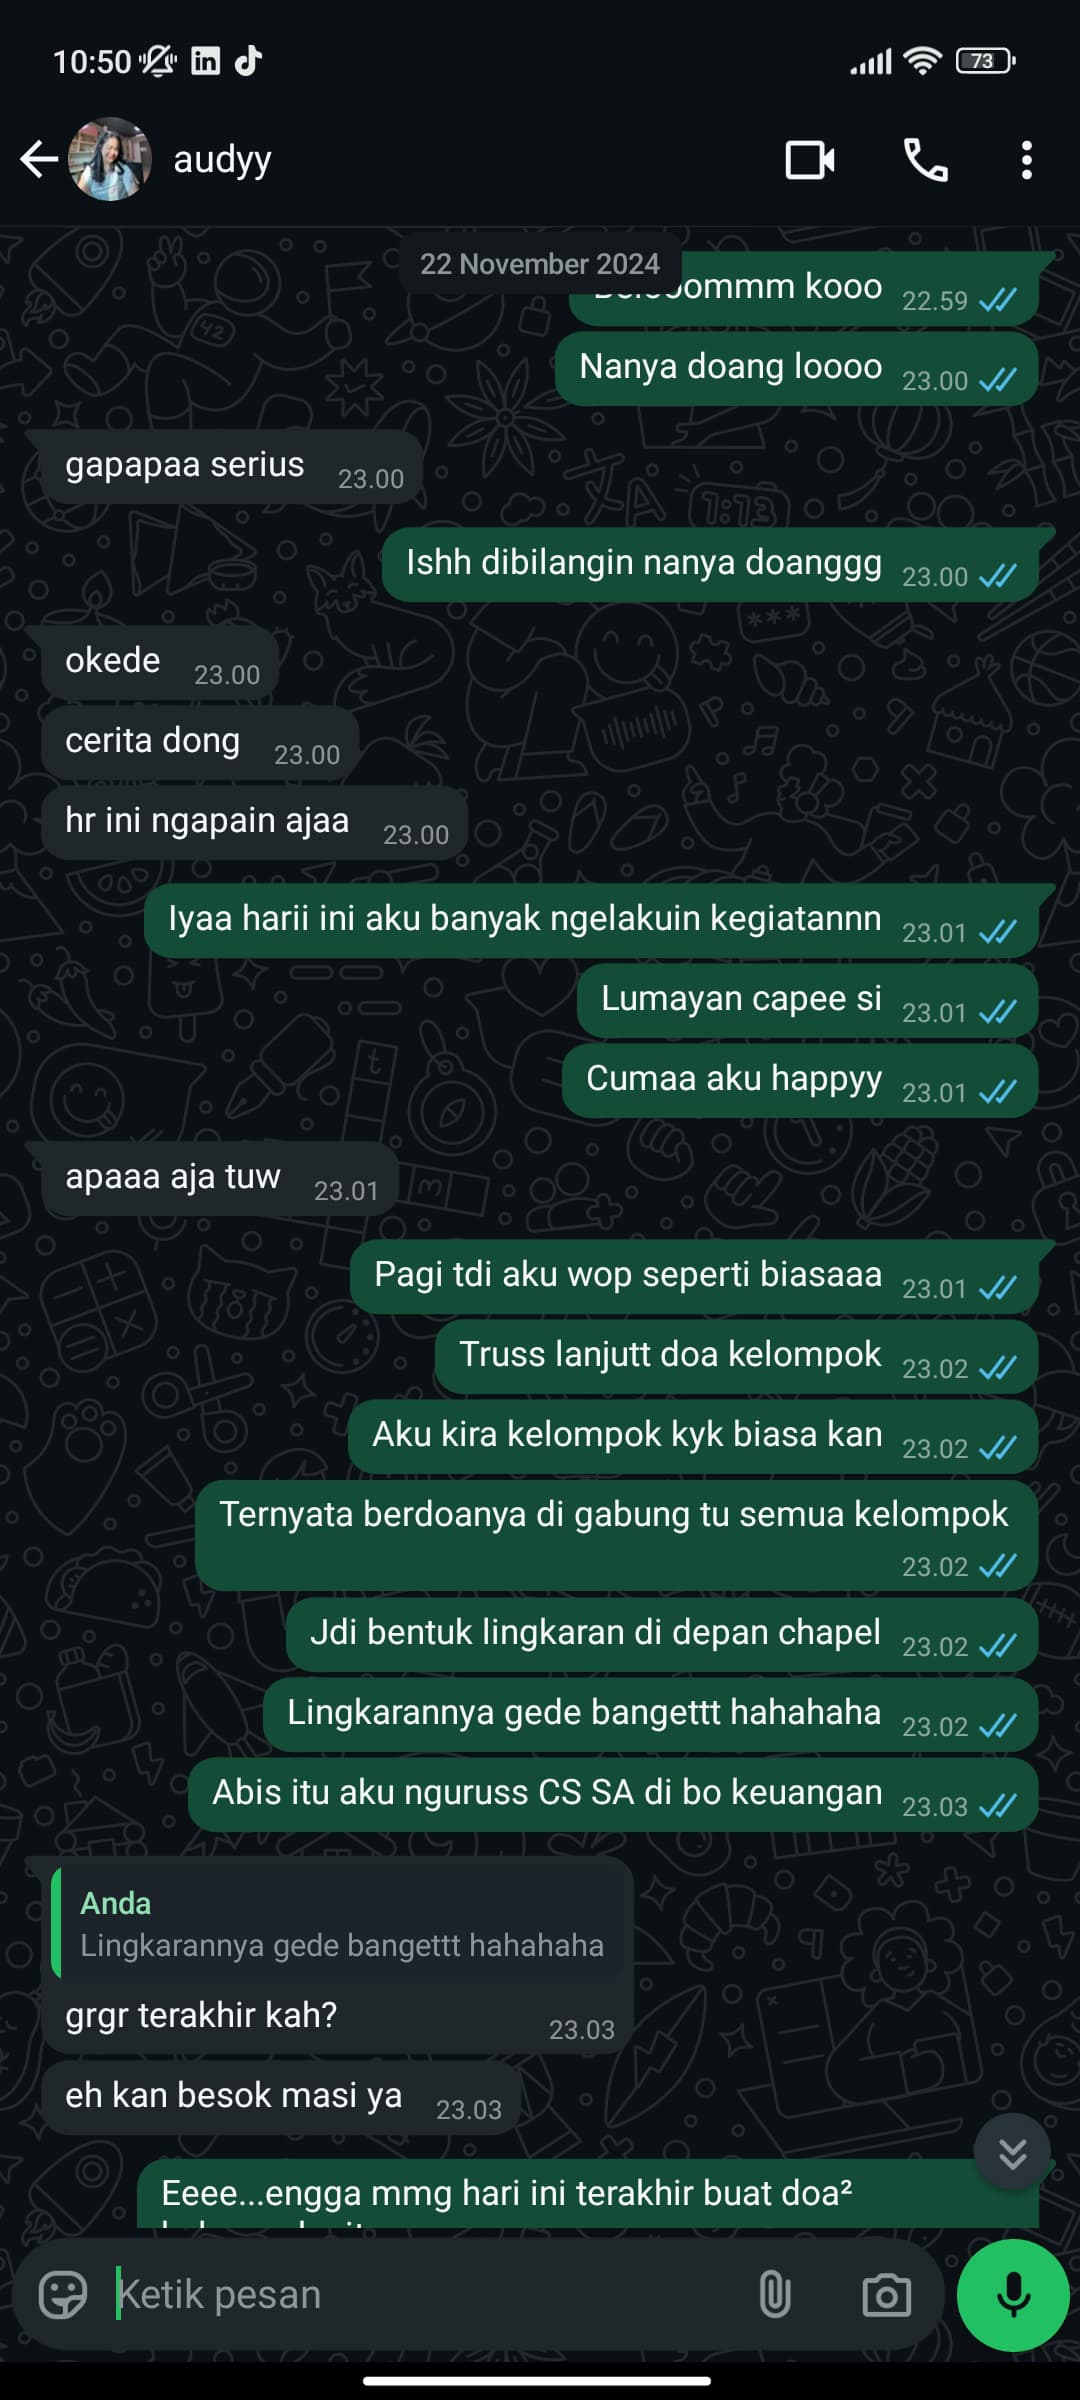 10:50
73
audyy
22 November 2024
kooo 22.59
Nanya doang loooo 23.00
gapapaa serius 23.00
Ishh dibilangin nanya doanggg 23.00
okede 23.00
cerita dong 23.00
hr ini ngapain ajaa 23.00
Iyaa harii ini aku banyak ngelakuin kegiatannn 23.01
Lumayan capee si 23.01
Cumaa aku happyy 23.01
apaaa aja tuw 23.01
Pagi tdi aku wop seperti biasaaa 23.01
Truss lanjutt doa kelompok 23.02
Aku kira kelompok kyk biasa kan 23.02
Ternyata berdoanya di gabung tu semua kelompok
23.02
Jdi bentuk lingkaran di depan chapel 23.02
Lingkarannya gede bangettt hahahaha 23.02
Abis itu aku nguruss CS SA di bo keuangan 23.03
Anda
Lingkarannya gede bangettt hahahaha
grgr terakhir kah? 23.03
eh kan besok masi ya 23.03
Eeee...engga mmg hari ini terakhir buat doa²
Ketik pesan